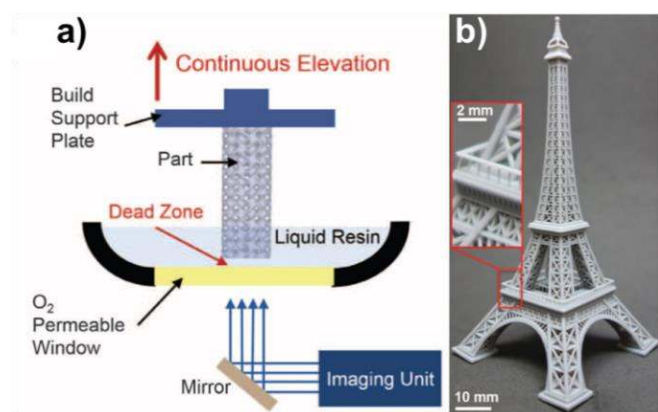 a)
Continuous Elevation
Build
Support
Plate
Part
Dead Zone
Liquid Resin
O₂
Permeable
Window
Mirror
Imaging Unit
b)
2 mm
10 mm